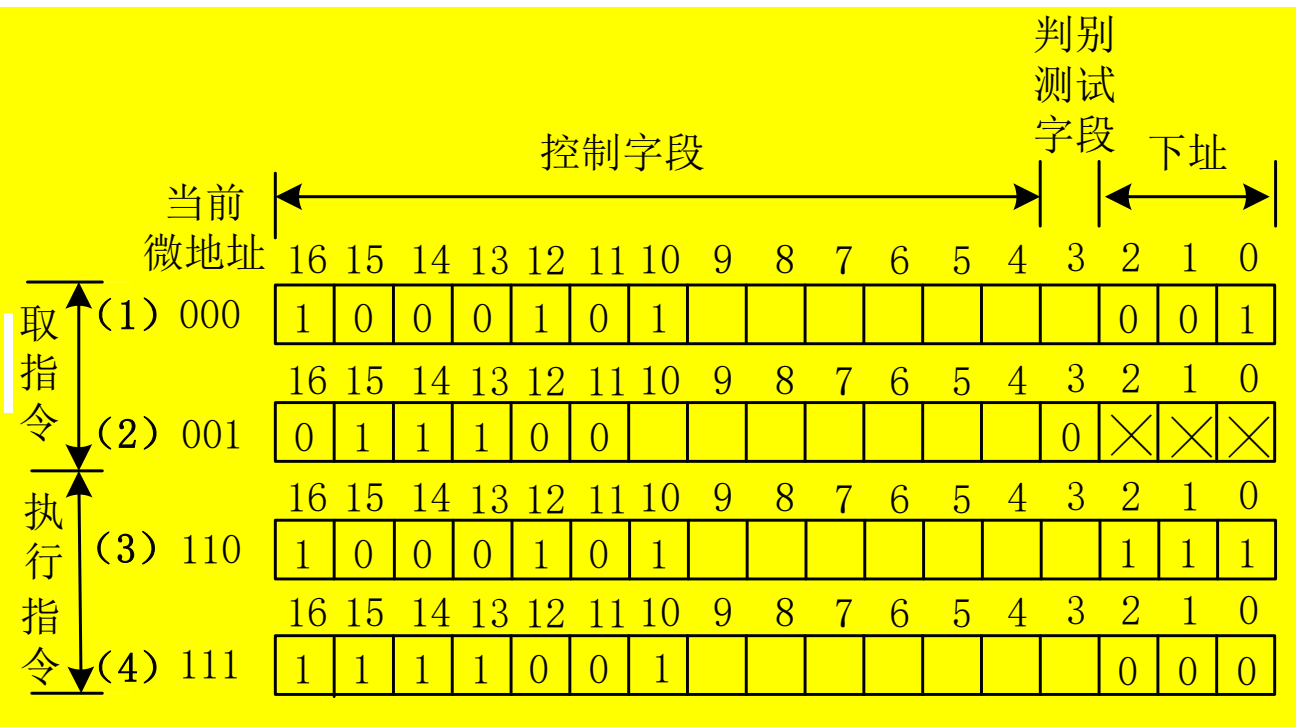 判别
测试
字段
控制字段
下址
当前
微地址
16 15 14 13 12 11 10 9 8 7 6 5 4 3 2 1 0
取指令
(1) 000 1 0 0 0 1 0 1 0 0 1
16 15 14 13 12 11 10 9 8 7 6 5 4 3 2 1 0
(2) 001 0 1 1 1 0 0 0 × × ×
执行指令
16 15 14 13 12 11 10 9 8 7 6 5 4 3 2 1 0
(3) 110 1 0 0 0 1 0 1 1 1 1
16 15 14 13 12 11 10 9 8 7 6 5 4 3 2 1 0
(4) 111 1 1 1 1 0 0 1 0 0 0